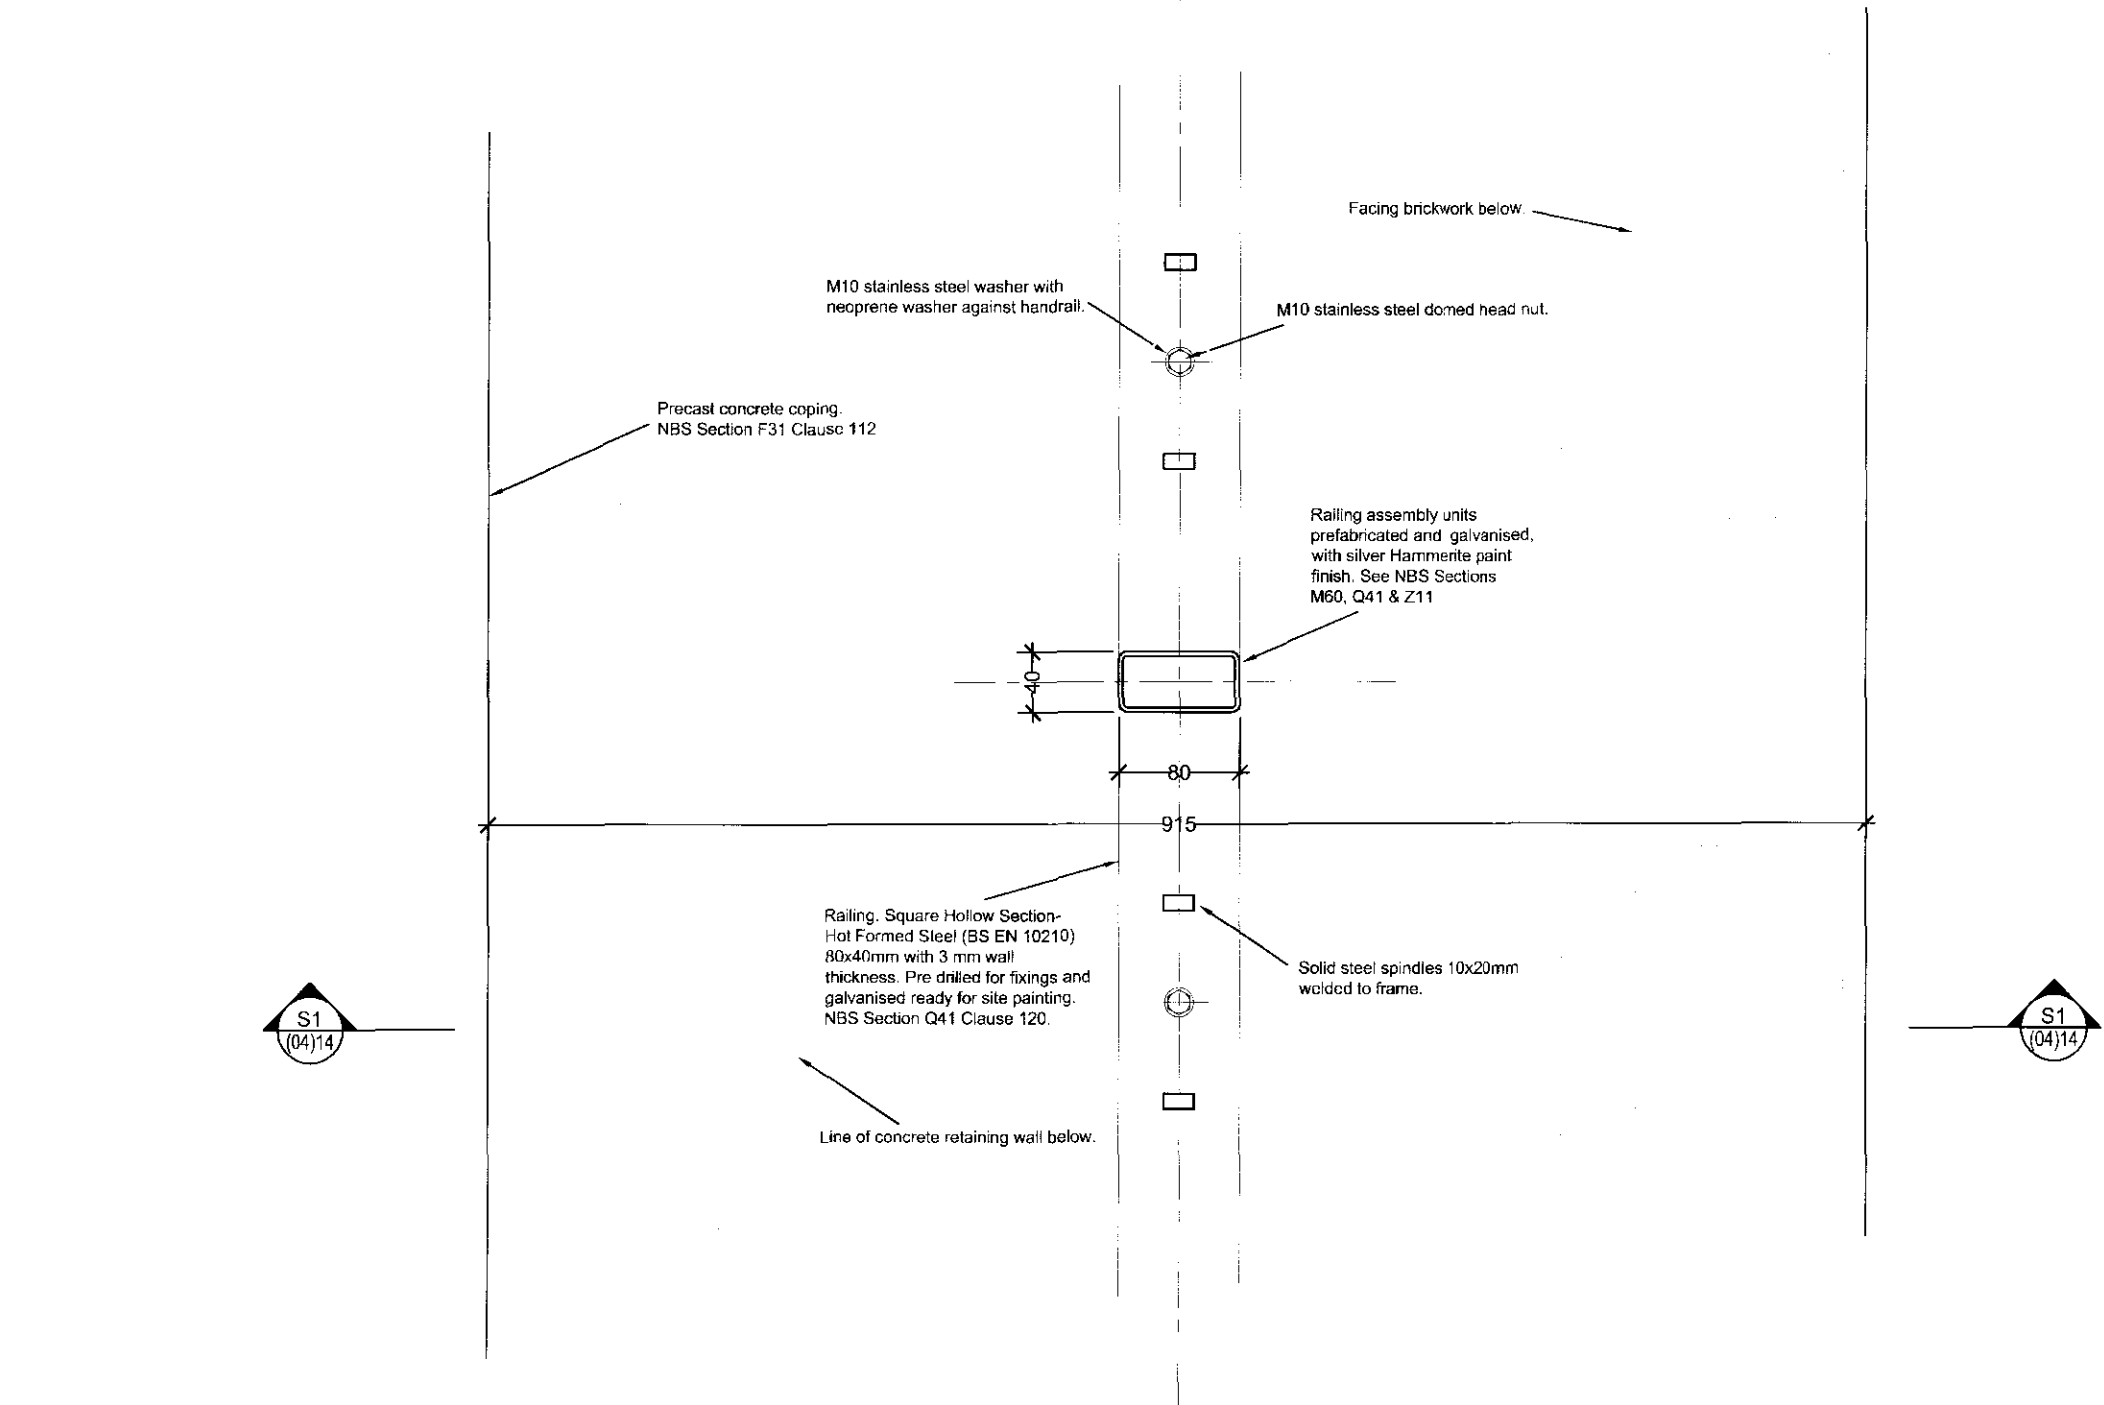 Facing brickwork below.
M10 stainless steel washer with
neoprene washer against handrail.
M10 stainless steel domed head nut.
Precast concrete coping.
NBS Section F31 Clause 112
Railing assembly units
prefabricated and galvanised,
with silver Hammerite paint
finish. See NBS Sections
M60, Q41 & Z11
40
80
915
Railing. Square Hollow Section-
Hot Formed Steel (BS EN 10210)
80x40mm with 3 mm wall
thickness. Pre drilled for fixings and
galvanised ready for site painting.
NBS Section Q41 Clause 120.
Solid steel spindles 10x20mm
welded to frame.
S1
(04)14
S1
(04)14
Line of concrete retaining wall below.